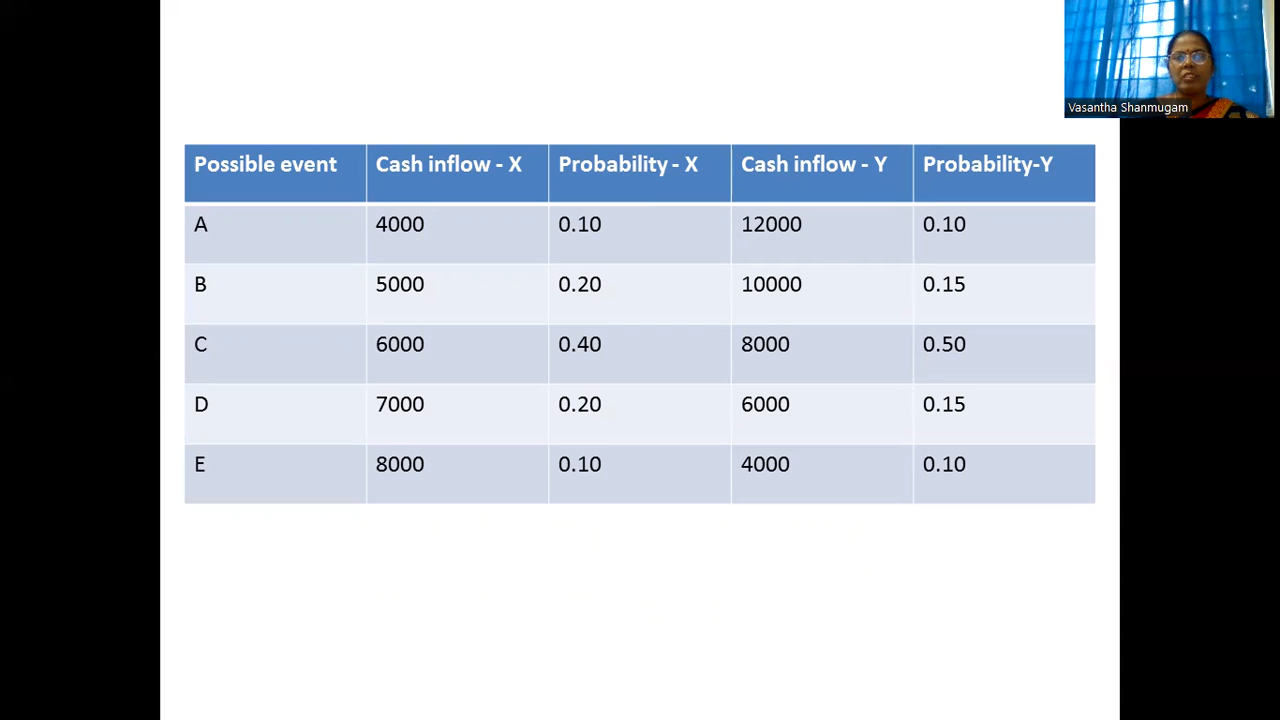 Vasantha Shanmugam
Possible event Cash inflow - X Probability - X Cash inflow - Y Probability-Y
A 4000 0.10 12000 0.10
B 5000 0.20 10000 0.15
C 6000 0.40 8000 0.50
D 7000 0.20 6000 0.15
E 8000 0.10 4000 0.10